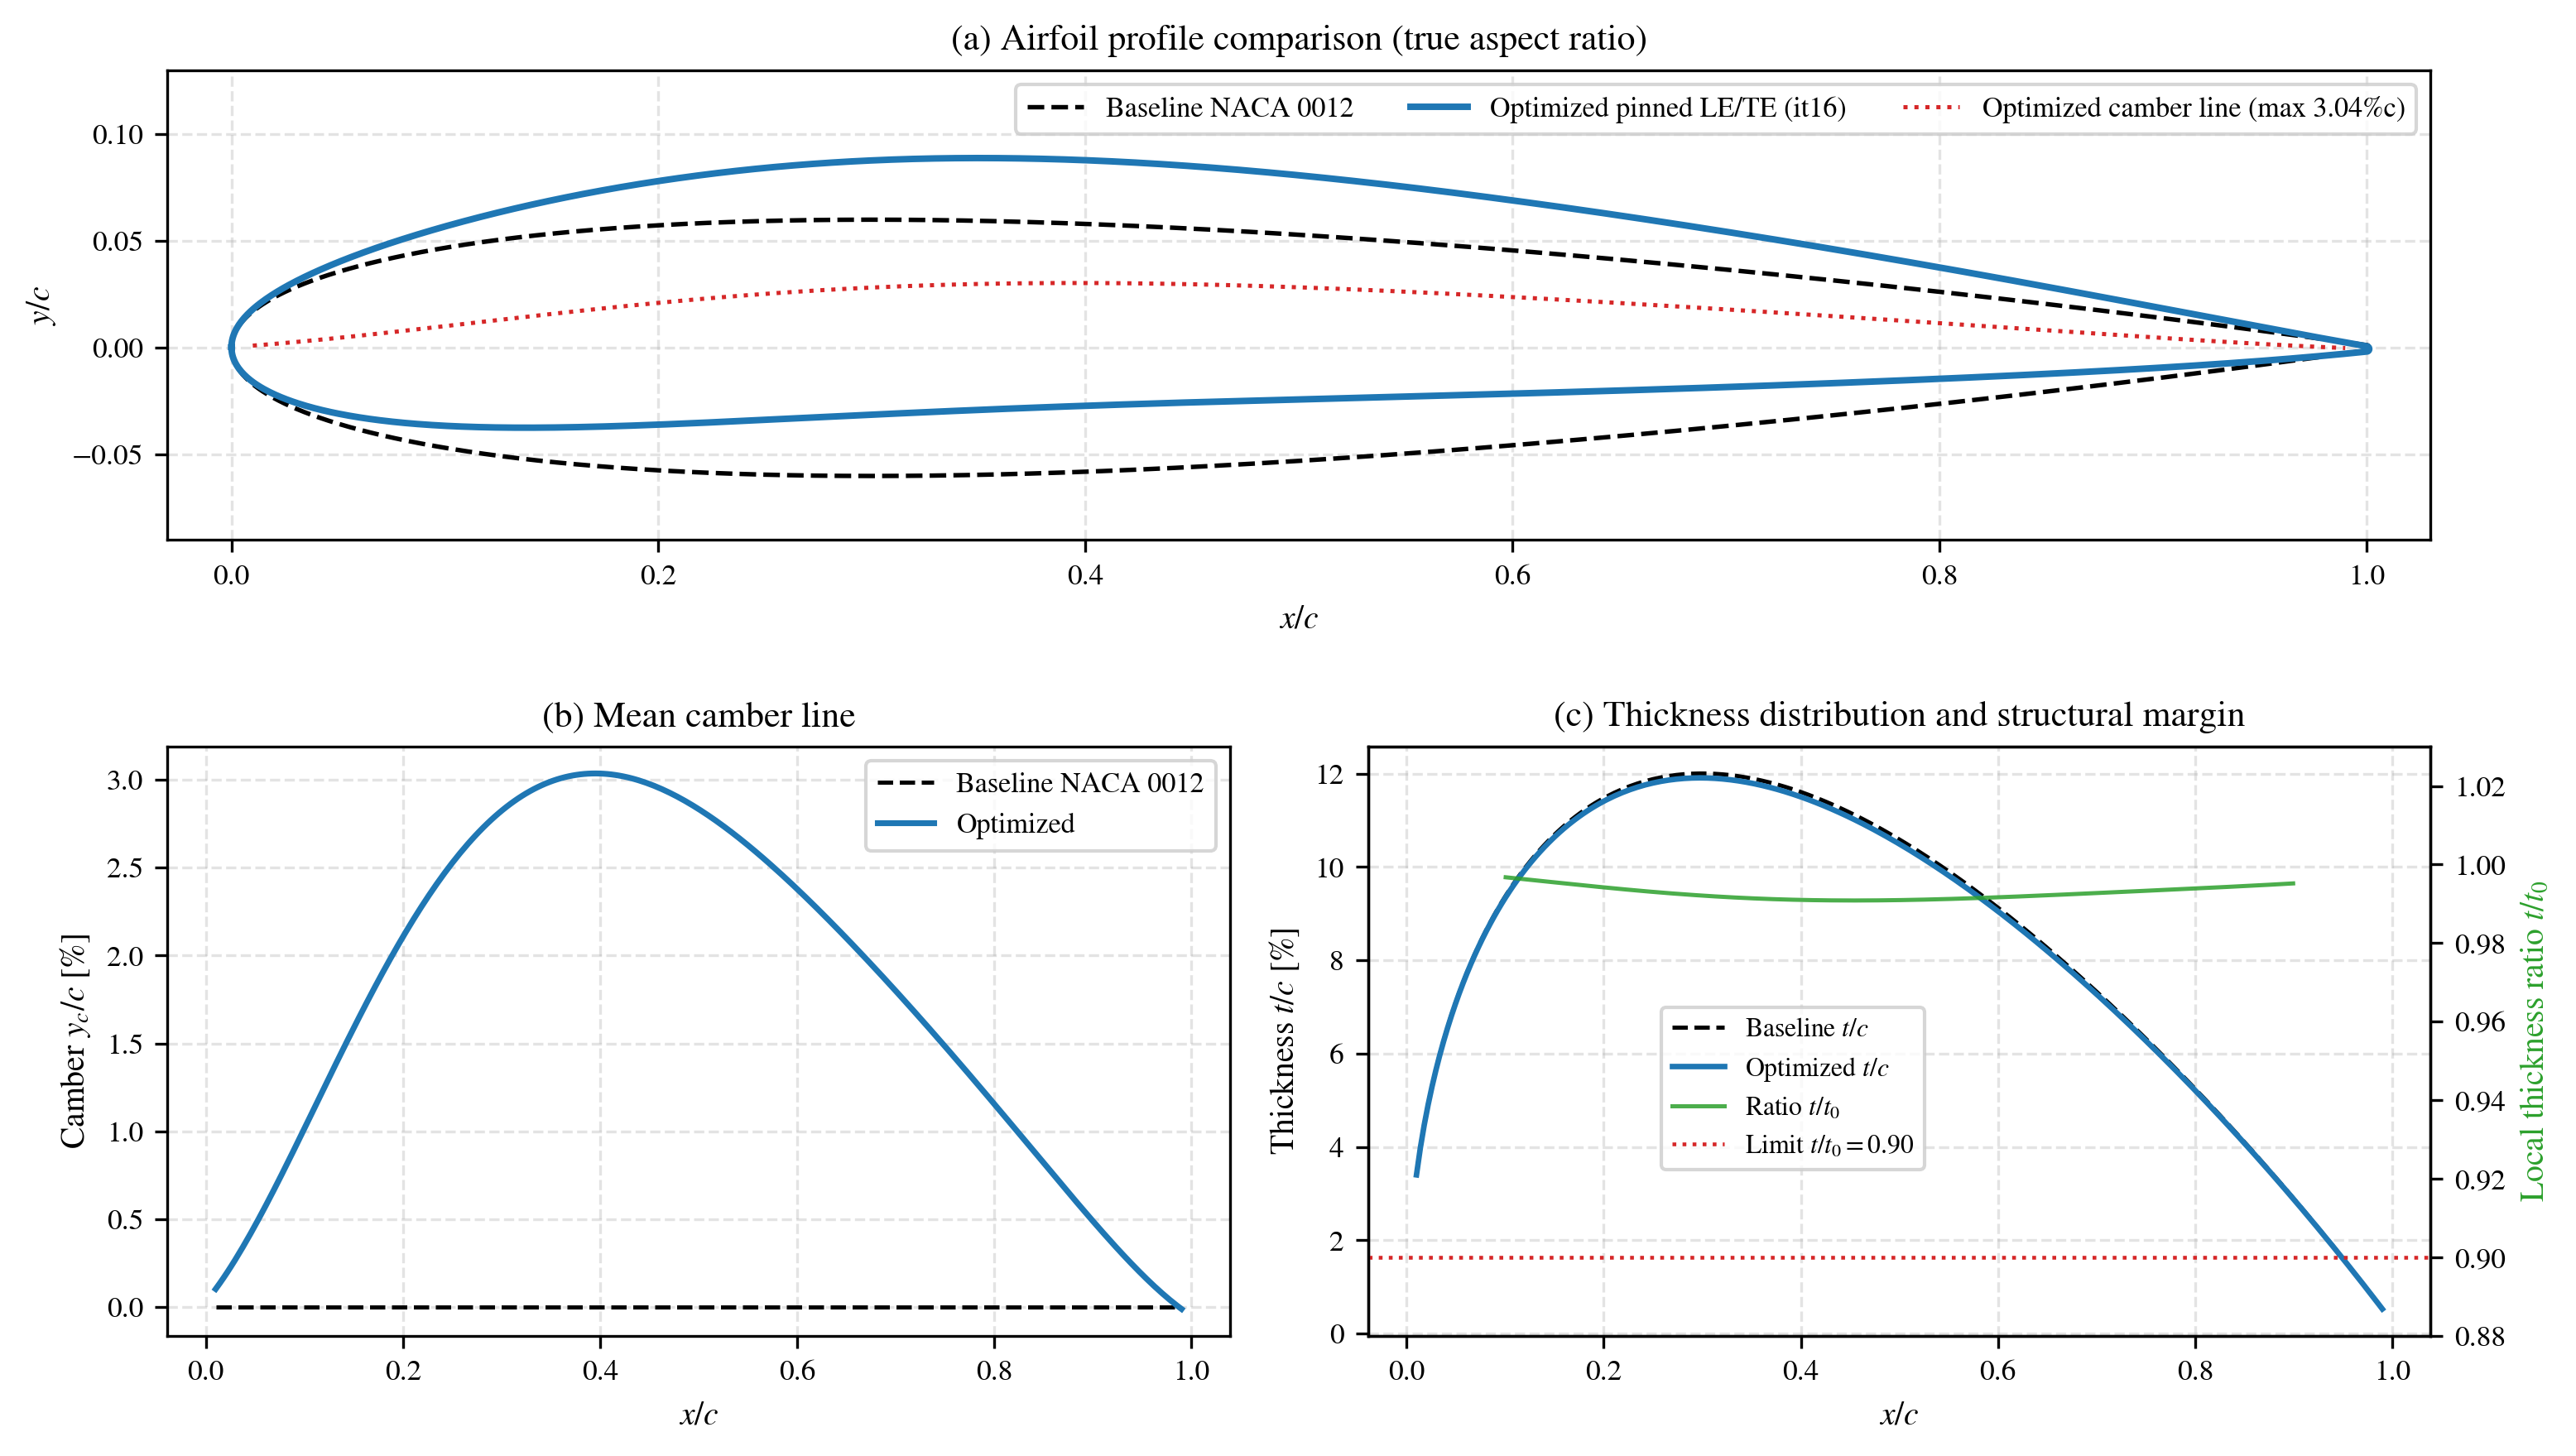 (a) Airfoil profile comparison (true aspect ratio)
Baseline NACA 0012
Optimized pinned LE/TE (it16)
Optimized camber line (max 3.04%c)
0.10
0.05
0.00
−0.05
y/c
0.0 0.2 0.4 0.6 0.8 1.0
x/c
(b) Mean camber line
Baseline NACA 0012
Optimized
3.0
2.5
2.0
1.5
1.0
0.5
0.0
Camber y_c/c [%]
0.0 0.2 0.4 0.6 0.8 1.0
x/c
(c) Thickness distribution and structural margin
12
10
8
6
4
2
0
Thickness t/c [%]
Baseline t/c
Optimized t/c
Ratio t/t₀
Limit t/t₀ = 0.90
1.02
1.00
0.98
0.96
0.94
0.92
0.90
0.88
Local thickness ratio t/t₀
0.0 0.2 0.4 0.6 0.8 1.0
x/c